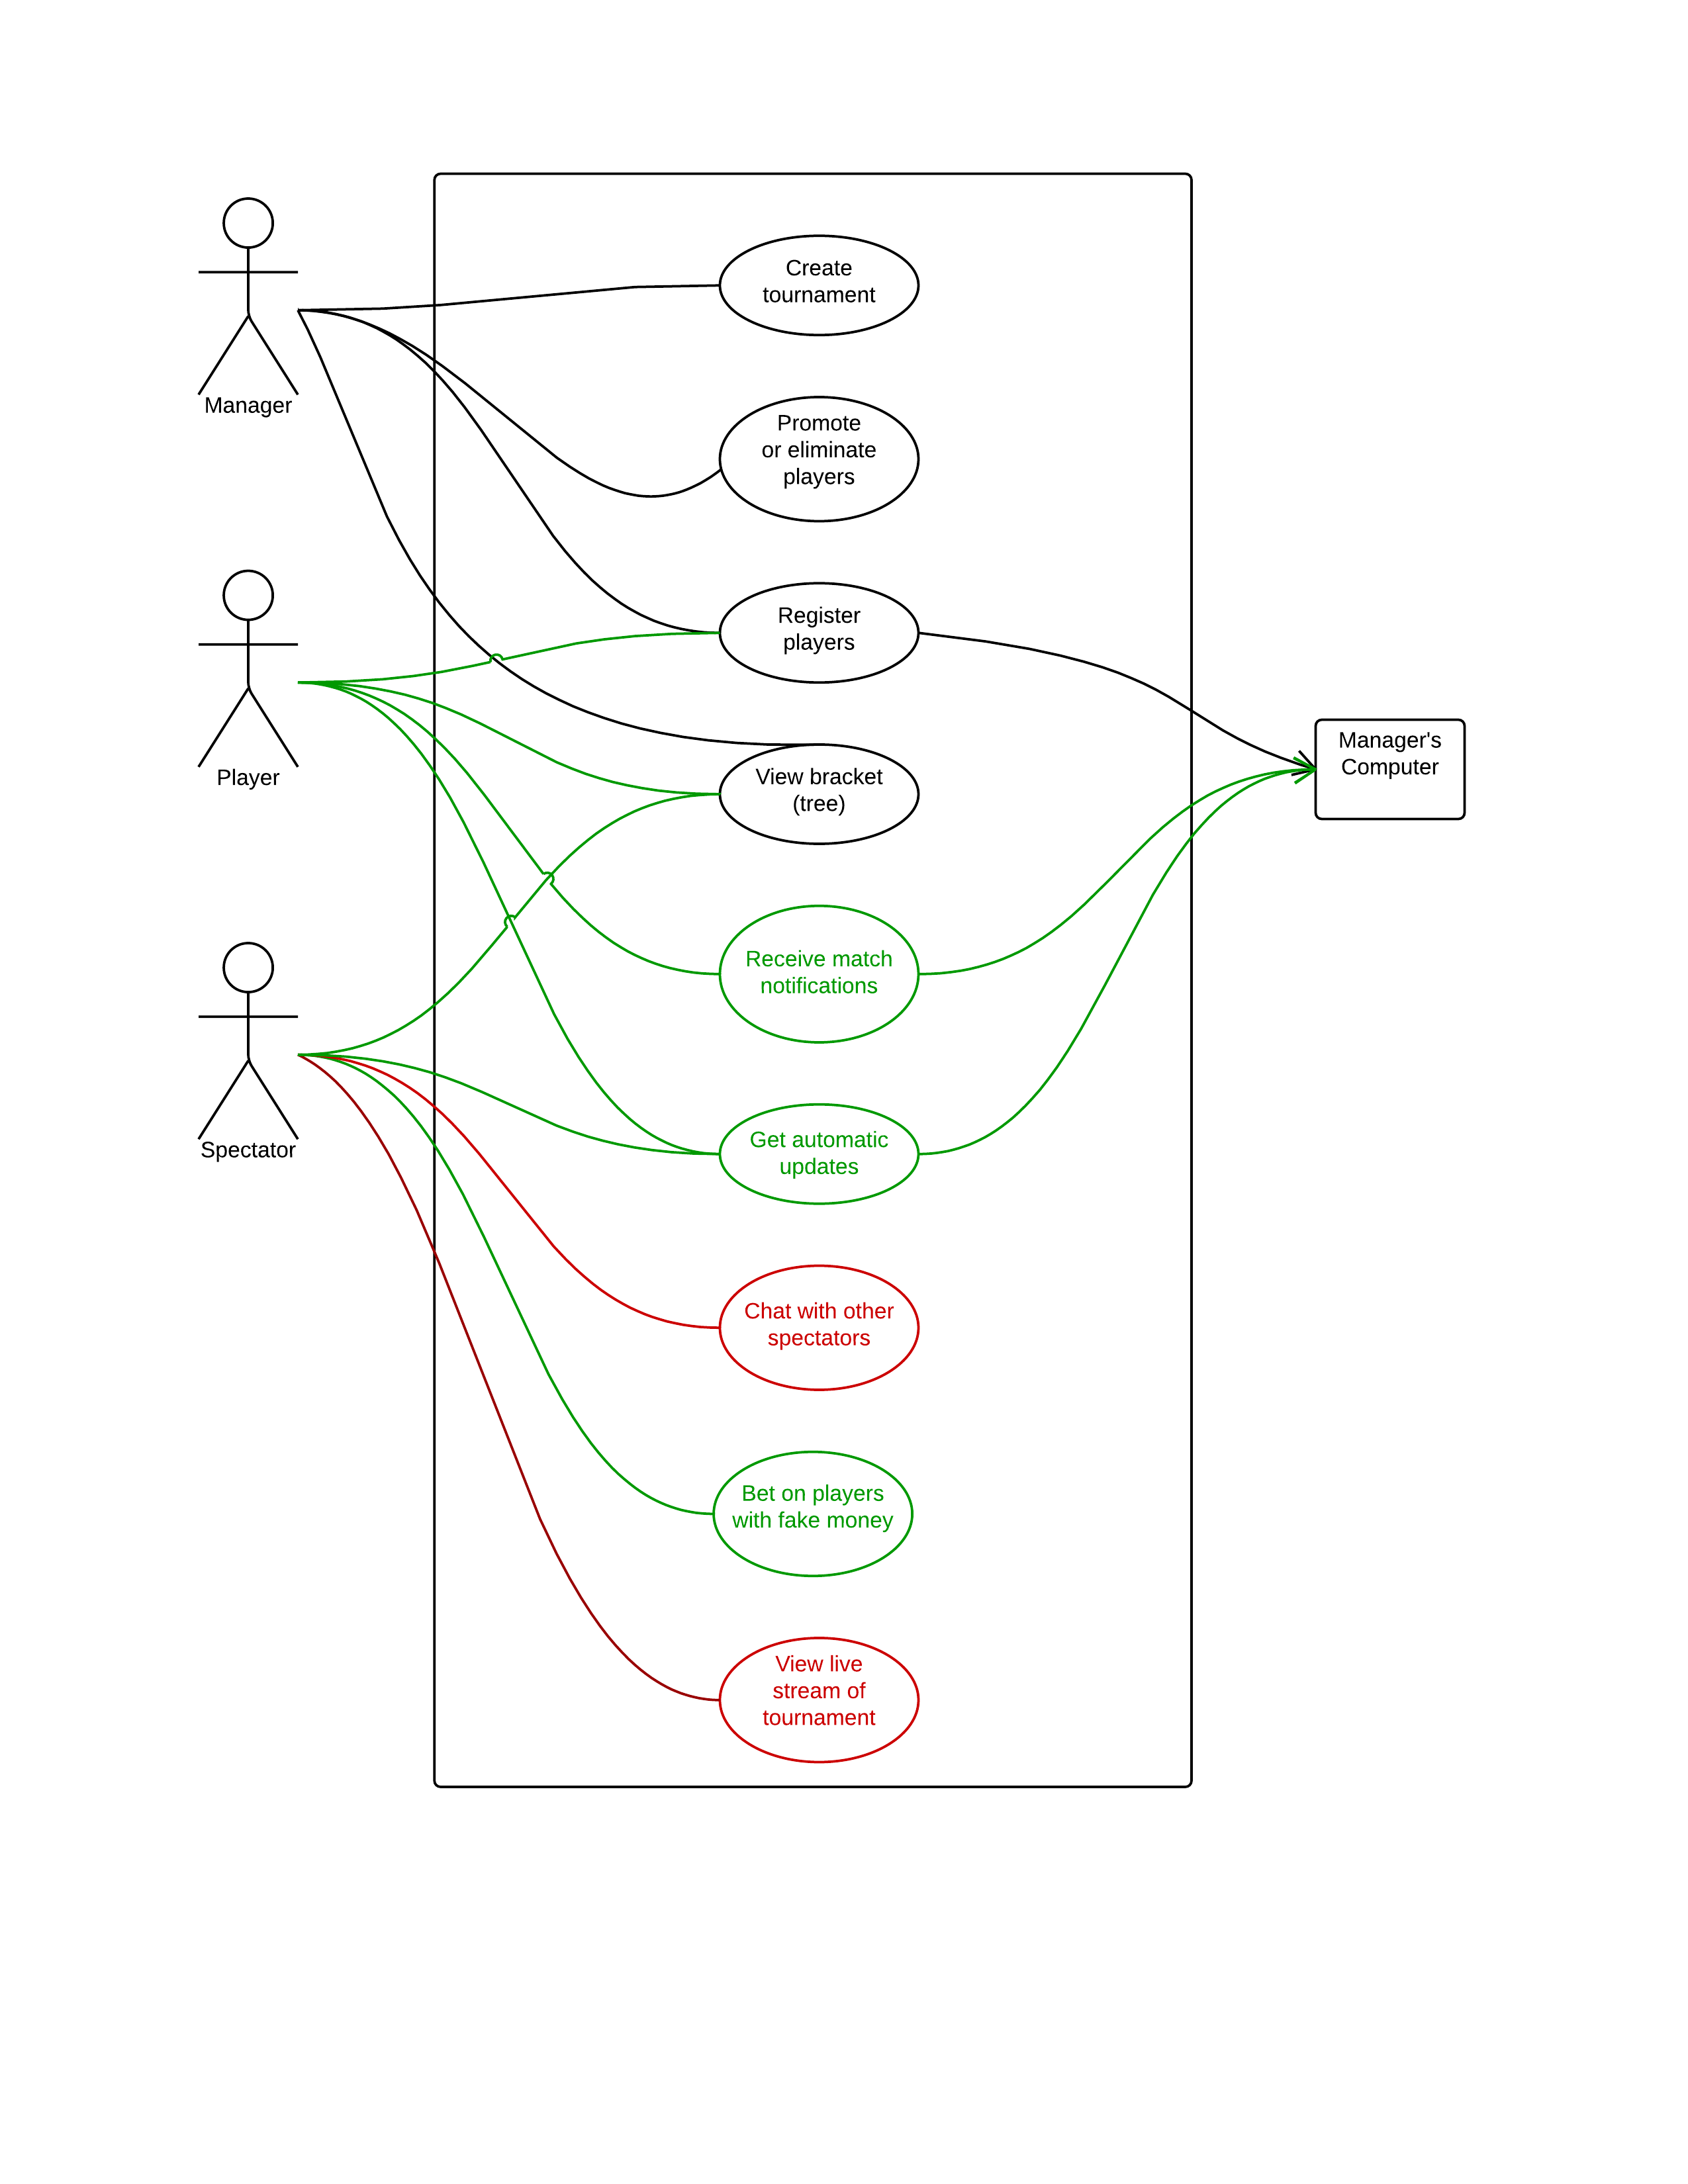 Manager
Create
tournament
Promote
or eliminate
players
Register
players
Player
View bracket
(tree)
Manager's
Computer
Receive match
notifications
Spectator
Get automatic
updates
Chat with other
spectators
Bet on players
with fake money
View live
stream of
tournament